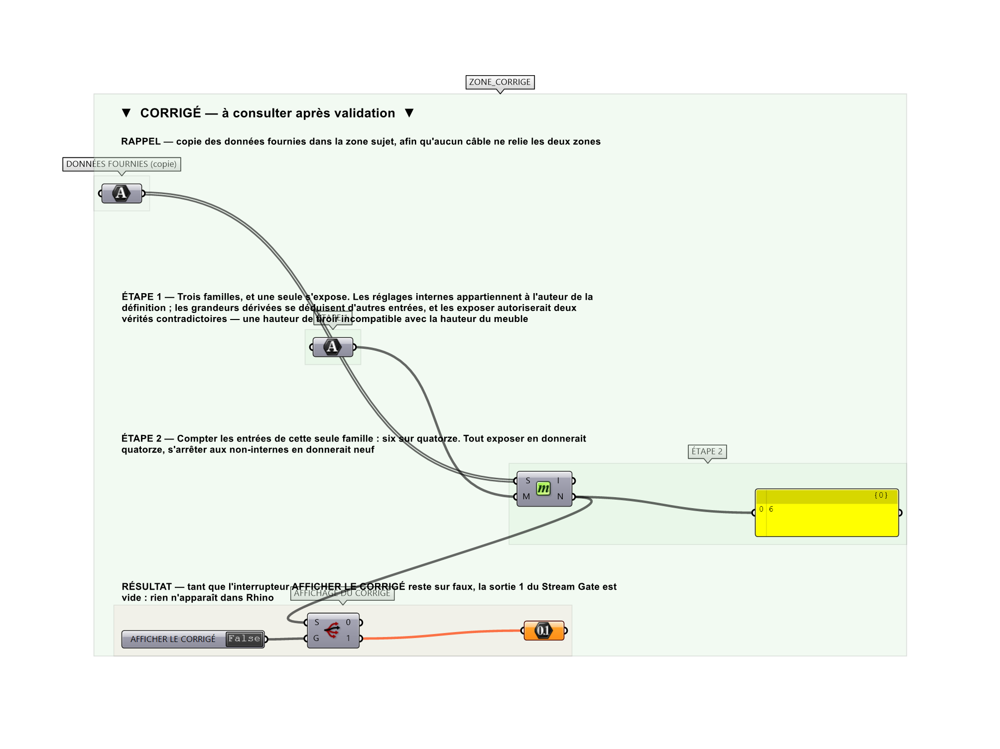 ZONE_CORRIGE
▼ CORRIGÉ — à consulter après validation ▼
RAPPEL — copie des données fournies dans la zone sujet, afin qu'aucun câble ne relie les deux zones
DONNÉES FOURNIES (copie)
A
ÉTAPE 1 — Trois familles, et une seule s'expose. Les réglages internes appartiennent à l'auteur de la
définition ; les grandeurs dérivées se déduisent d'autres entrées, et les exposer autoriserait deux
vérités contradictoires — une hauteur de tiroir incompatible avec la hauteur du meuble
ÉTAPE 1
A
ÉTAPE 2 — Compter les entrées de cette seule famille : six sur quatorze. Tout exposer en donnerait
quatorze, s'arrêter aux non-internes en donnerait neuf
ÉTAPE 2
S I
m
M N
{0}
0 6
RÉSULTAT — tant que l'interrupteur AFFICHER LE CORRIGÉ reste sur faux, la sortie 1 du Stream Gate est
vide : rien n'apparaît dans Rhino
AFFICHAGE DU CORRIGÉ
S 0
G 1
AFFICHER LE CORRIGÉ False
0.1